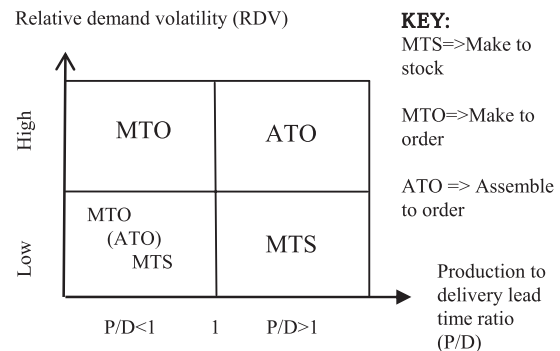 Relative demand volatility (RDV)
High
MTO
ATO
Low
MTO
(ATO)
MTS
MTS
P/D<1
1
P/D>1
Production to
delivery lead
time ratio
(P/D)
KEY:
MTS=>Make to
stock
MTO=>Make to
order
ATO => Assemble
to order